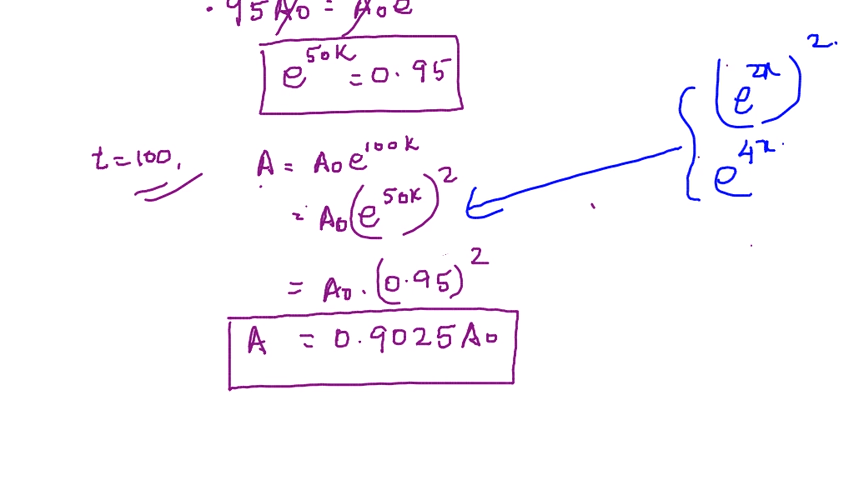 .95A₀ = A₀e
e^50K = 0.95
t=100, A = A₀e^100K
= A₀(e^50K)^2
= A₀.(0.95)^2
A = 0.9025A₀
(e^2x)^2.
e^4x